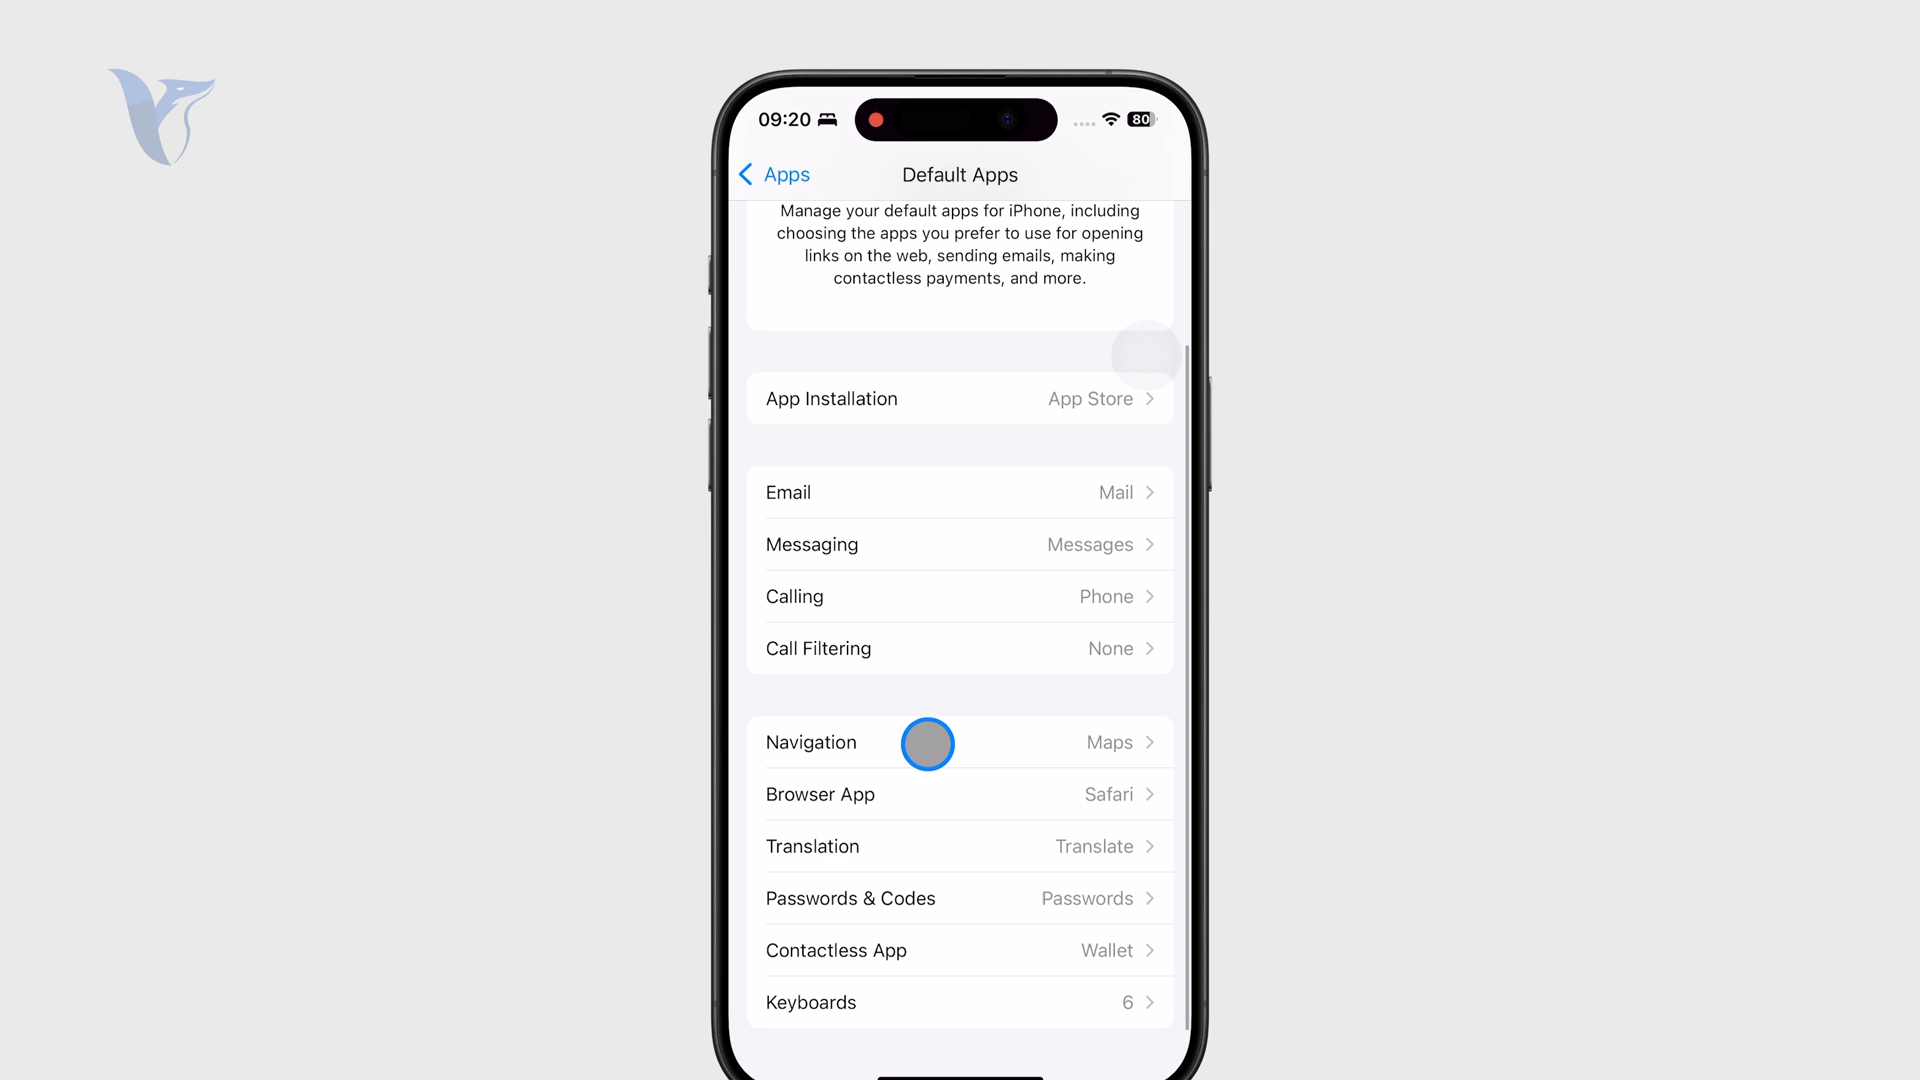 09:20
80
Apps
Default Apps
Manage your default apps for iPhone, including
choosing the apps you prefer to use for opening
links on the web, sending emails, making
contactless payments, and more.
App Installation App Store
Email Mail
Messaging Messages
Calling Phone
Call Filtering None
Navigation Maps
Browser App Safari
Translation Translate
Passwords & Codes Passwords
Contactless App Wallet
Keyboards 6